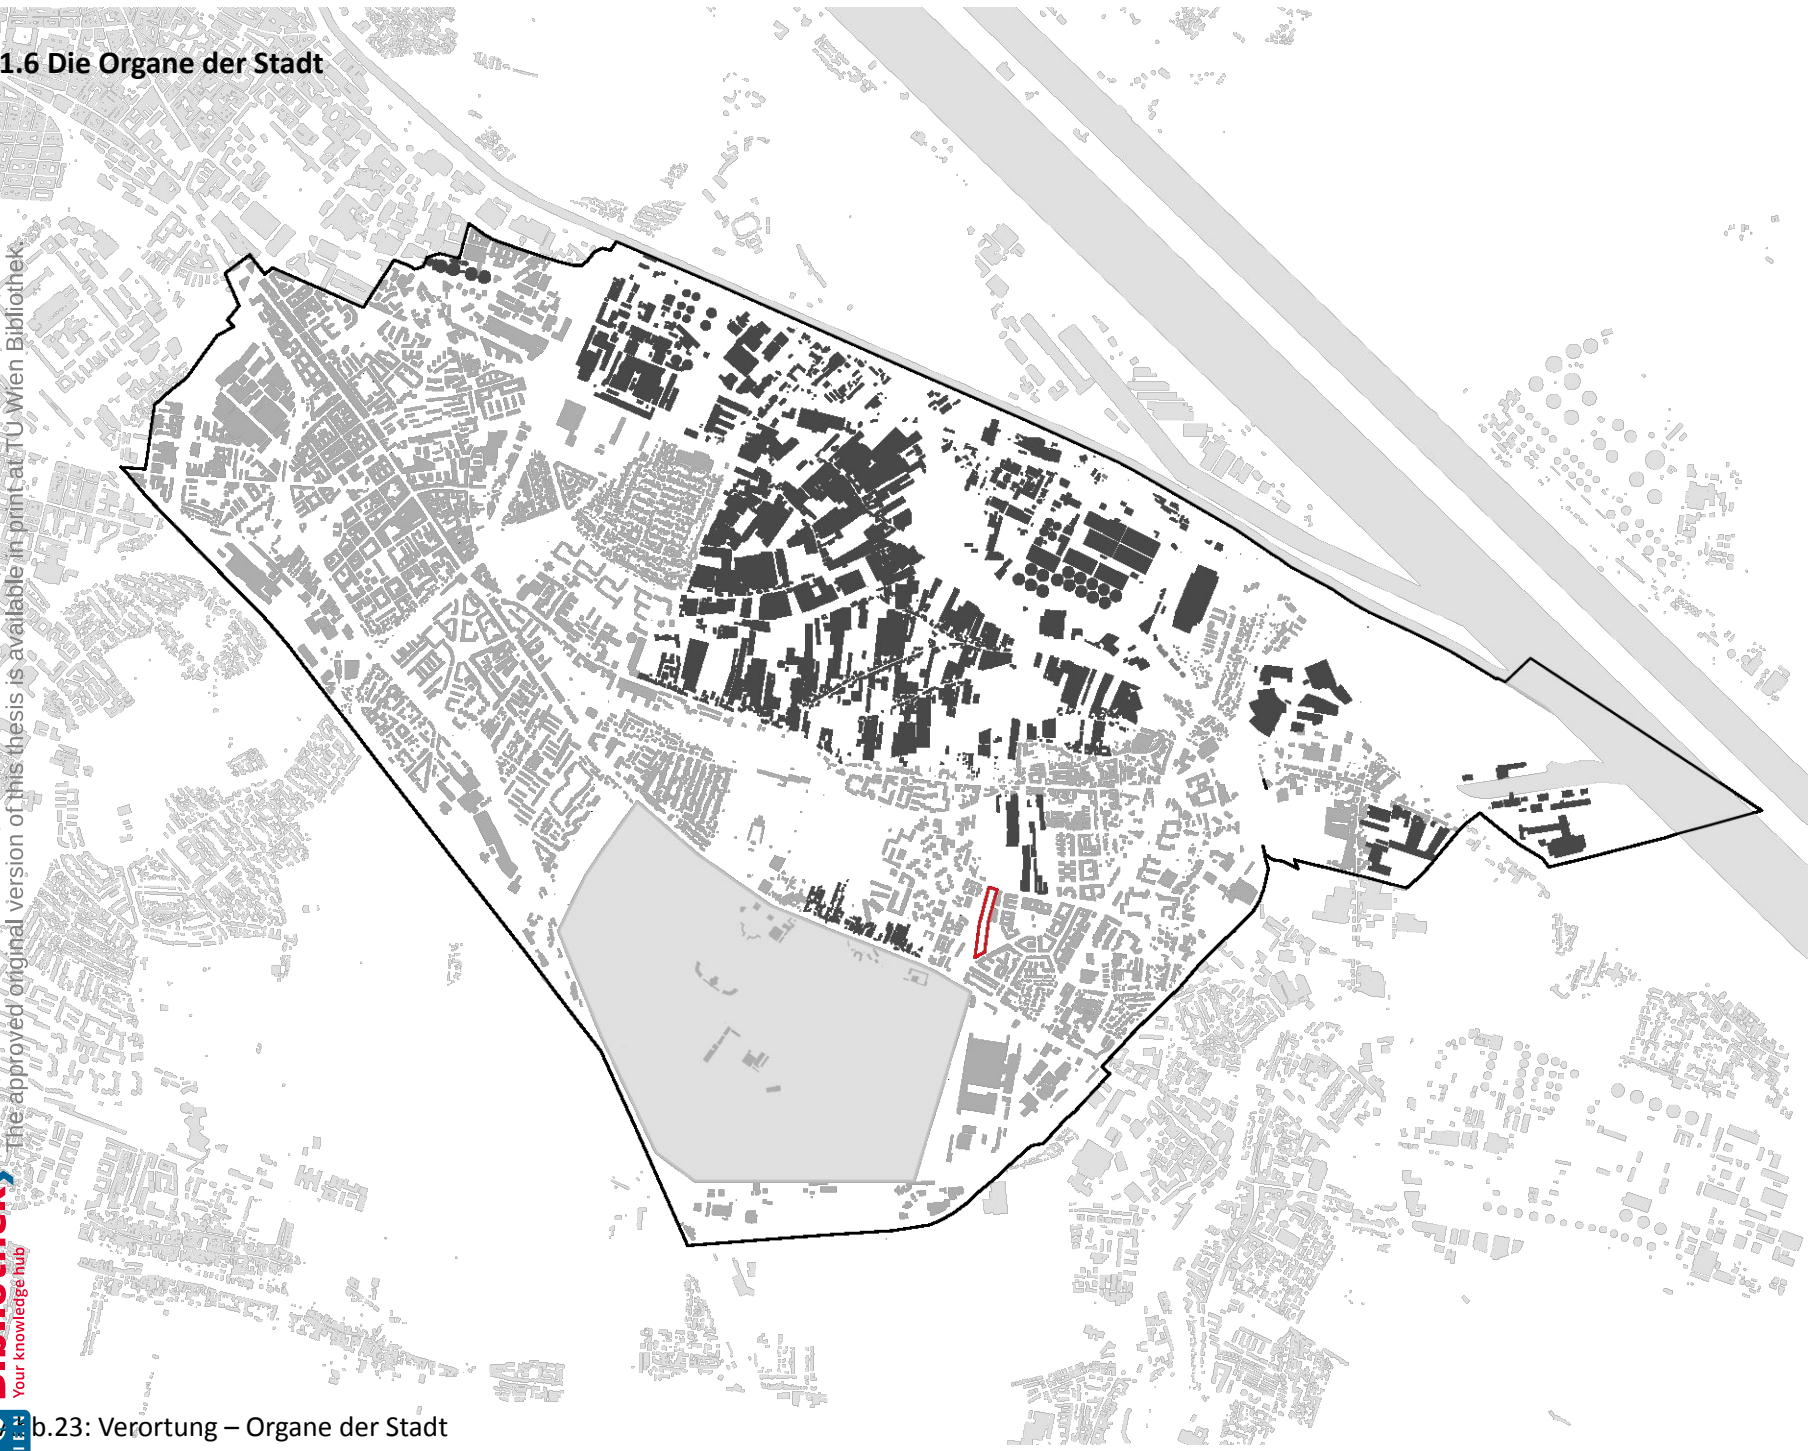 1.6 Die Organe der Stadt
The approved original version of this thesis is available in print at TU Wien Bibliothek.
Bibliothek
Your knowledge hub
b.23: Verortung – Organe der Stadt